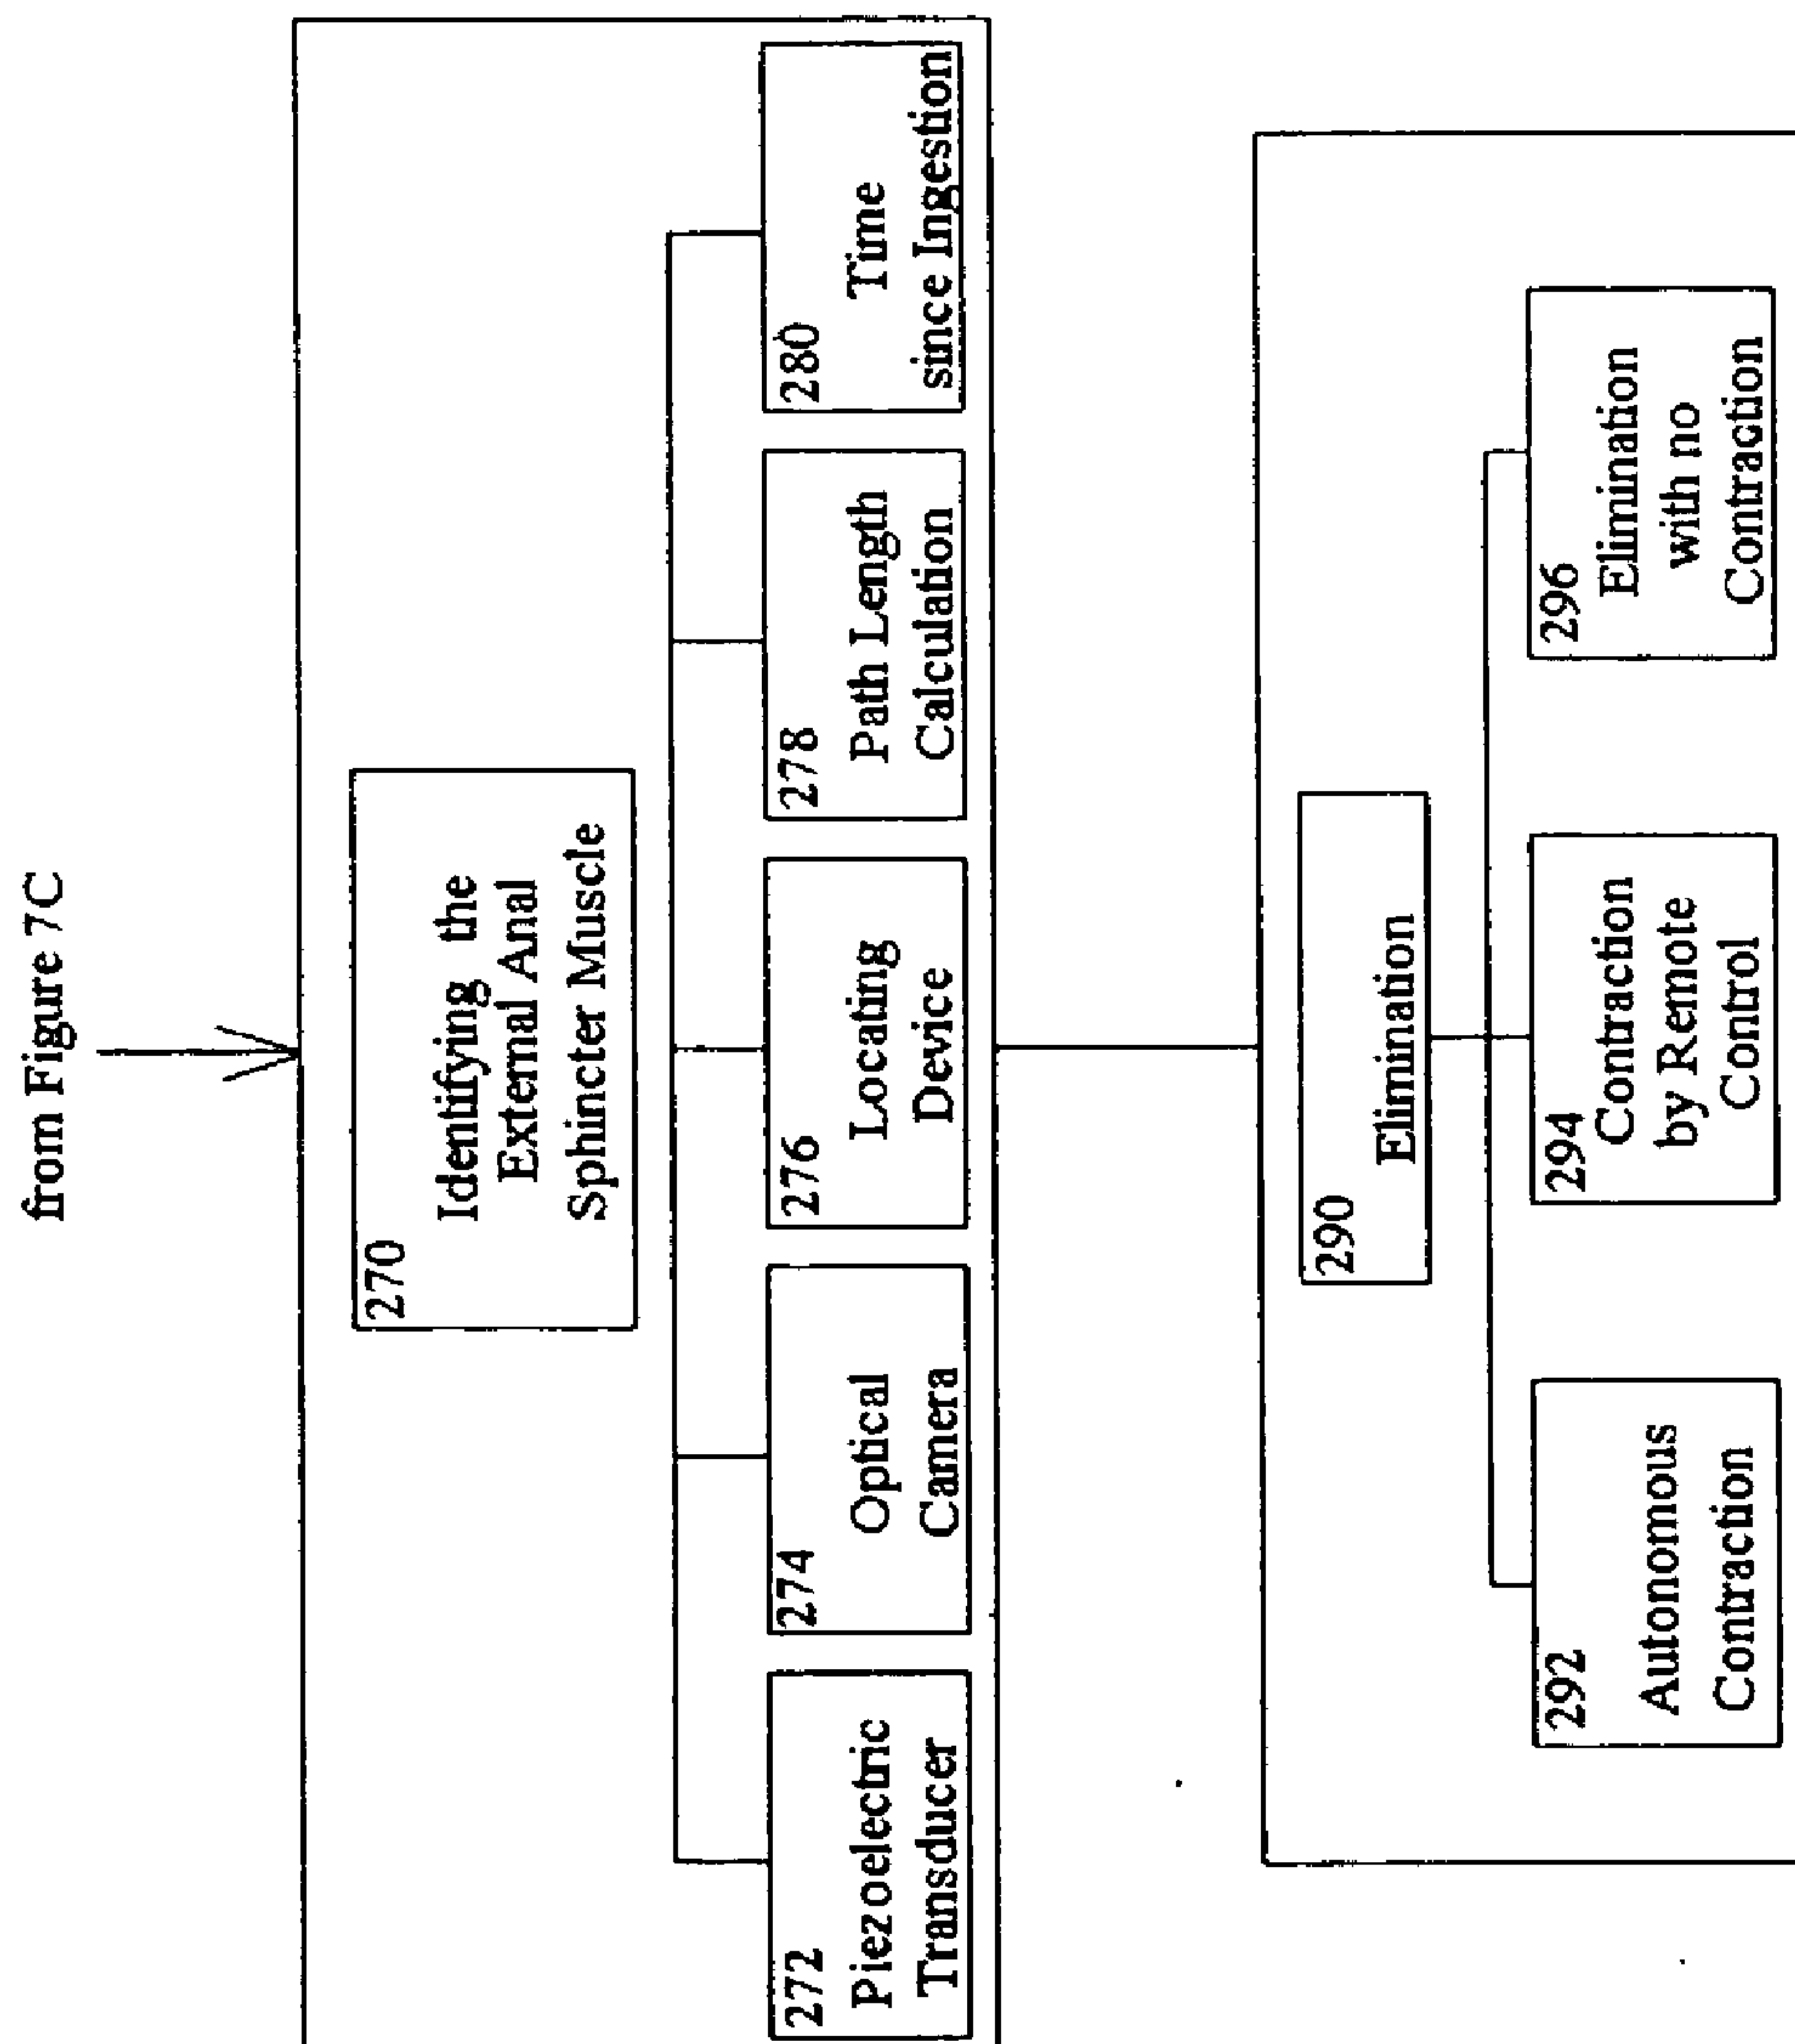 from Figure 7C
270
Identifying the
External Anal
Sphincter Muscle
272
Piezoelectric
Transducer
274
Optical
Camera
276
Locating
Device
278
Path Length
Calculation
280
Time
since Ingestion
290
Elimination
292
Autonomous
Contraction
294
Contraction
by Remote
Control
296
Elimination
with no
Contraction